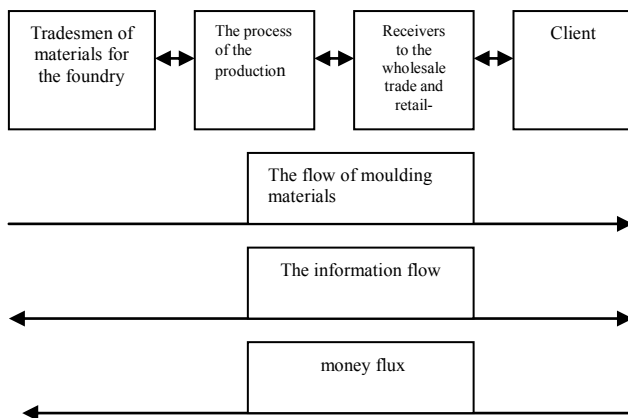 Tradesmen of
materials for
the foundry
The process
of the
production
Receivers
to the
wholesale
trade and
retail-
Client
The flow of moulding
materials
The information flow
money flux